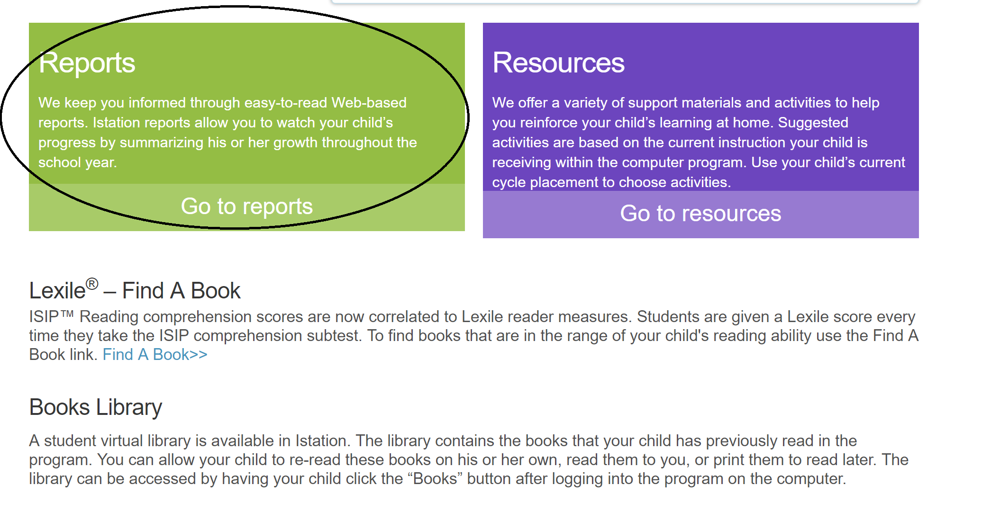 Reports
We keep you informed through easy-to-read Web-based
reports. Istation reports allow you to watch your child’s
progress by summarizing his or her growth throughout the
school year.
Go to reports
Resources
We offer a variety of support materials and activities to help
you reinforce your child’s learning at home. Suggested
activities are based on the current instruction your child is
receiving within the computer program. Use your child’s current
cycle placement to choose activities.
Go to resources
Lexile® – Find A Book
ISIP™ Reading comprehension scores are now correlated to Lexile reader measures. Students are given a Lexile score every
time they take the ISIP comprehension subtest. To find books that are in the range of your child's reading ability use the Find A
Book link. Find A Book>>
Books Library
A student virtual library is available in Istation. The library contains the books that your child has previously read in the
program. You can allow your child to re-read these books on his or her own, read them to you, or print them to read later. The
library can be accessed by having your child click the “Books” button after logging into the program on the computer.